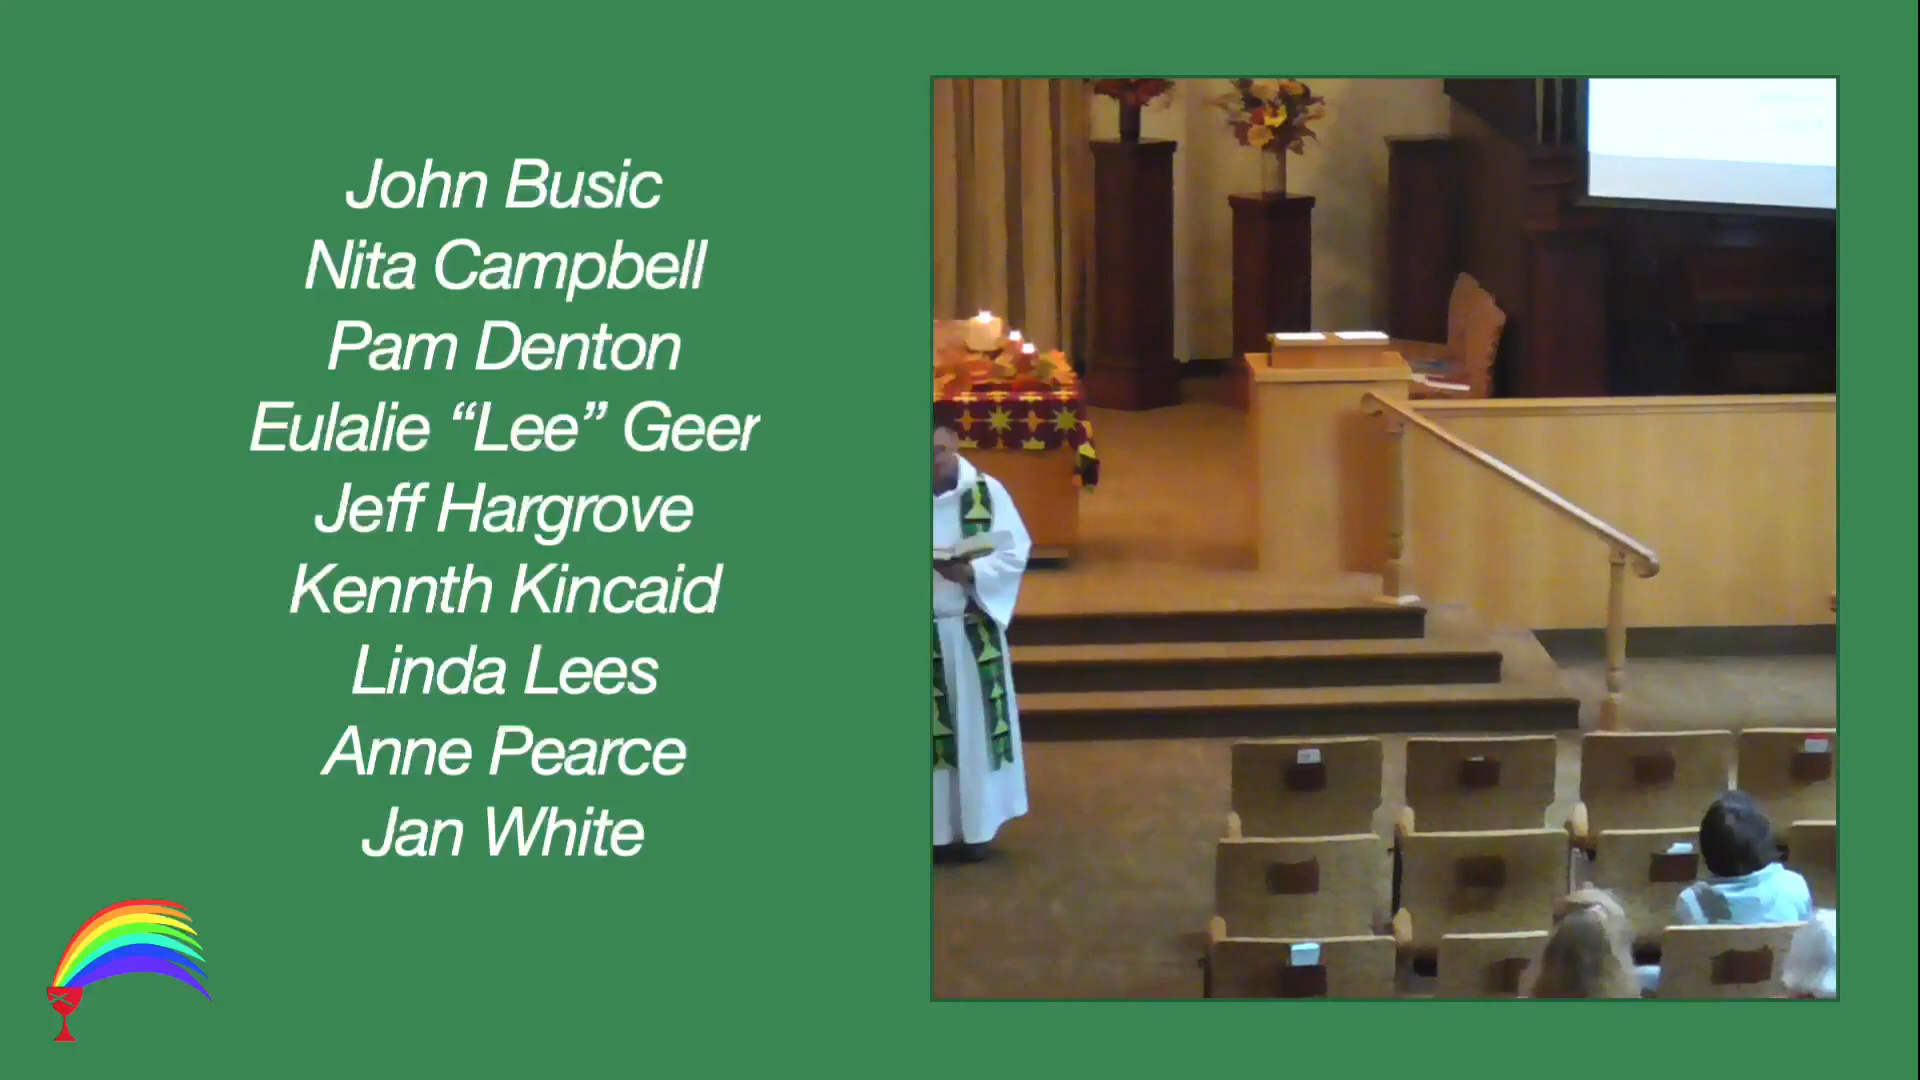 John Busic
Nita Campbell
Pam Denton
Eulalie “Lee” Geer
Jeff Hargrove
Kennth Kincaid
Linda Lees
Anne Pearce
Jan White